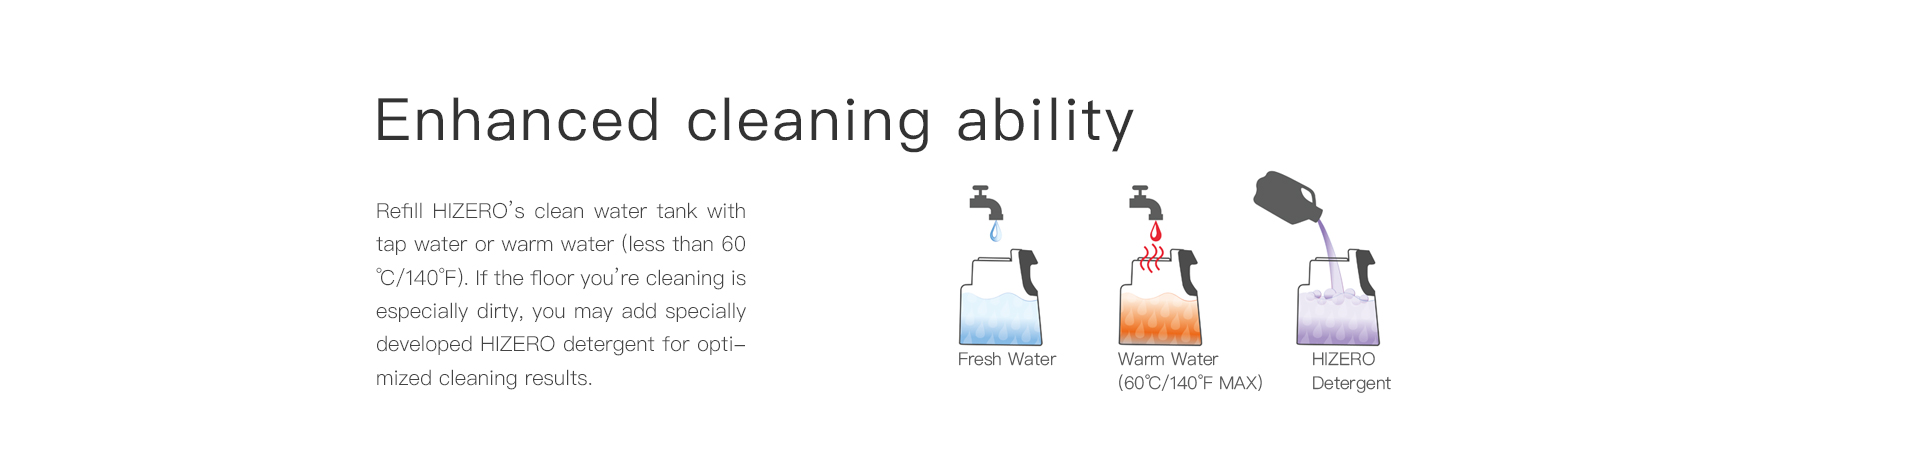 Enhanced cleaning ability
Refill HIZERO’s clean water tank with
tap water or warm water (less than 60
℃/140℉). If the floor you’re cleaning is
especially dirty, you may add specially
developed HIZERO detergent for opti-
mized cleaning results.
Fresh Water
Warm Water
(60℃/140℉ MAX)
HIZERO
Detergent